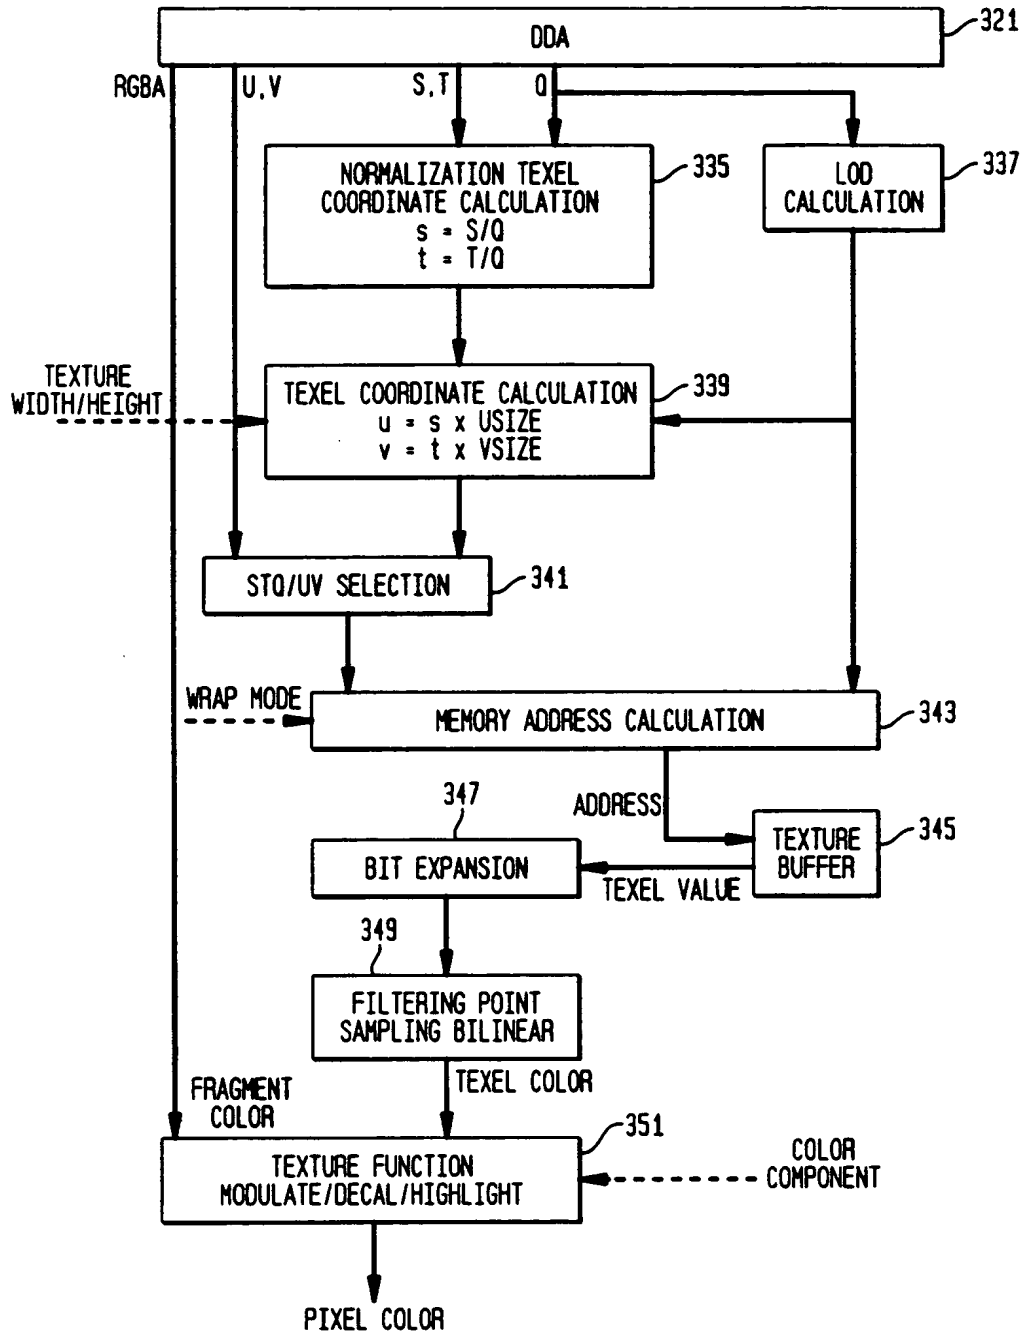 DDA
321
RGBA
U,V
S,T
Q
NORMALIZATION TEXEL
COORDINATE CALCULATION
s = S/Q
t = T/Q
335
LOD
CALCULATION
337
TEXTURE
WIDTH/HEIGHT
TEXEL COORDINATE CALCULATION
u = s x USIZE
v = t x VSIZE
339
STQ/UV SELECTION
341
WRAP MODE
MEMORY ADDRESS CALCULATION
343
ADDRESS
347
BIT EXPANSION
TEXTURE
BUFFER
345
TEXEL VALUE
349
FILTERING POINT
SAMPLING BILINEAR
TEXEL COLOR
FRAGMENT
COLOR
351
TEXTURE FUNCTION
MODULATE/DECAL/HIGHLIGHT
COLOR
COMPONENT
PIXEL COLOR